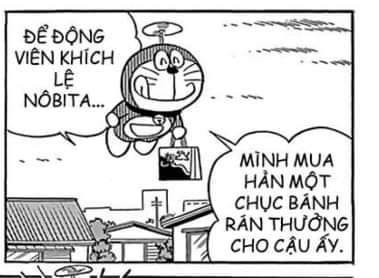 ĐỂ ĐỘNG
VIÊN KHÍCH
LỆ
NÔBITA...
MÌNH MUA
HẲN MỘT
CHỤC BÁNH
RÁN THƯỞNG
CHO CẬU ẤY.